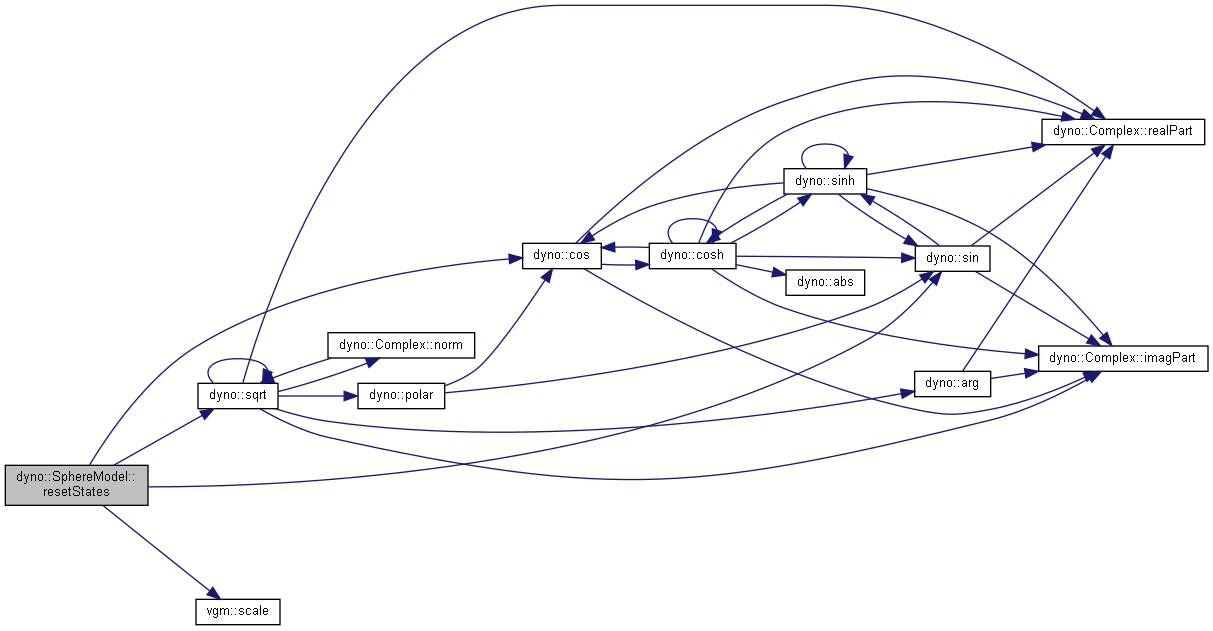 dyno::Complex::realPart
dyno::sinh
dyno::cos
dyno::cosh
dyno::sin
dyno::abs
dyno::Complex::norm
dyno::Complex::imagPart
dyno::sqrt
dyno::polar
dyno::arg
dyno::SphereModel::
resetStates
vgm::scale